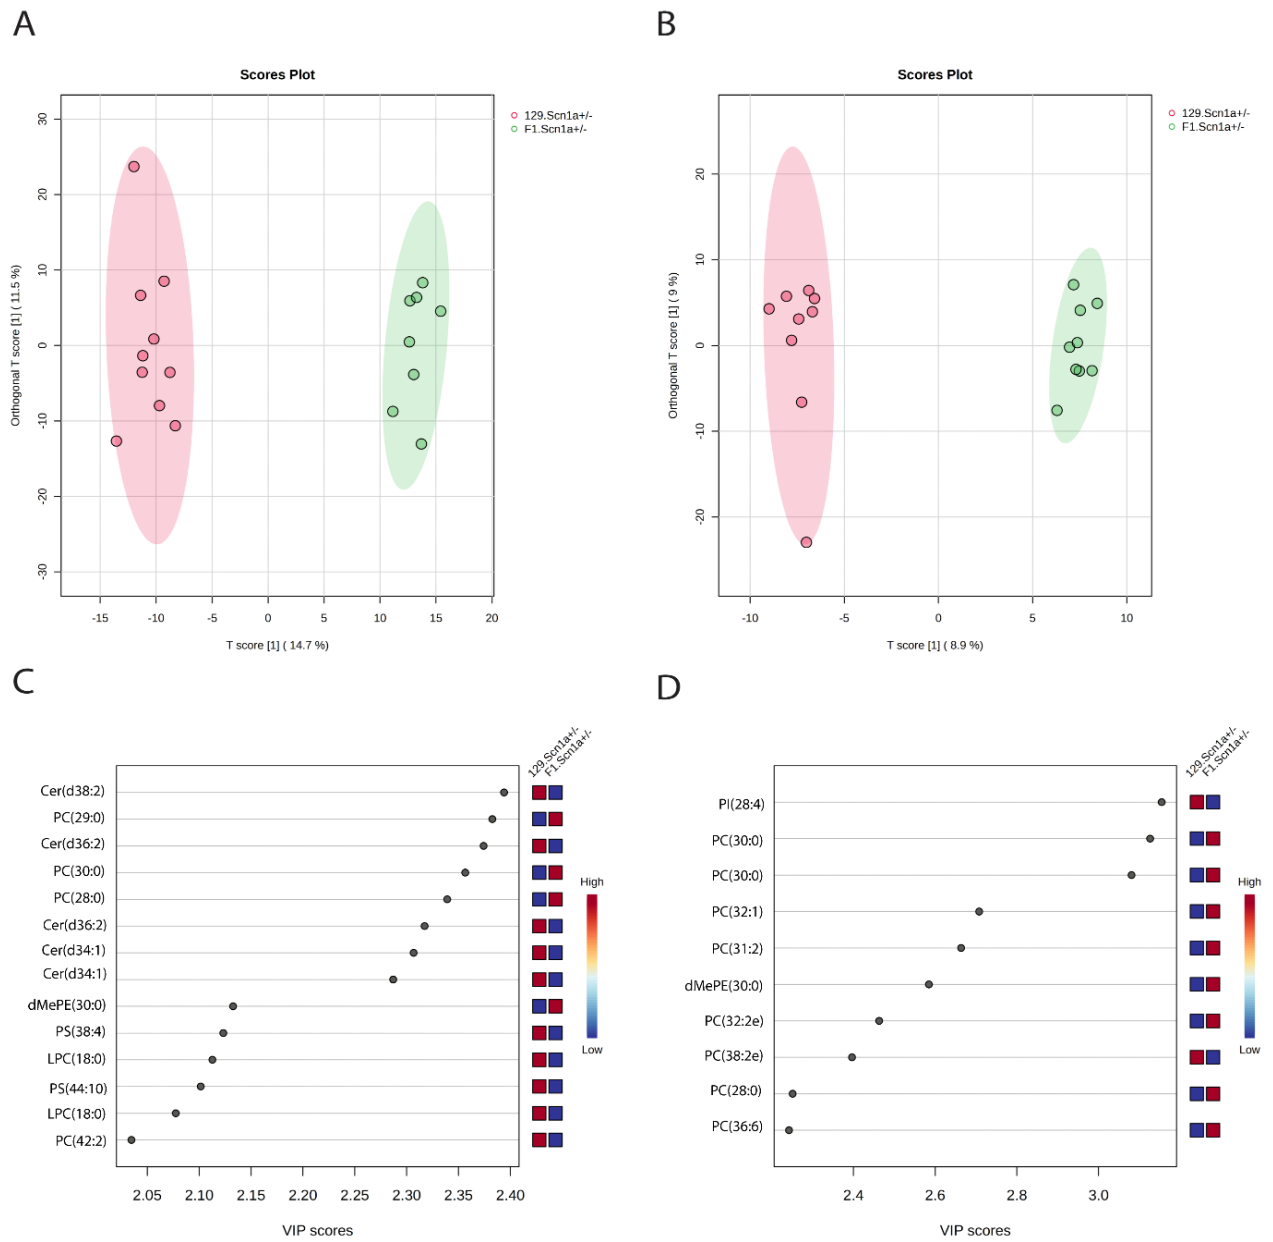 A
Scores Plot
129.Scn1a+/-
F1.Scn1a+/-
30
20
10
0
-10
-20
-30
Orthogonal T score [1] ( 11.5 %)
-15
-10
-5
0
5
10
15
20
T score [1] ( 14.7 %)
B
Scores Plot
129.Scn1a+/-
F1.Scn1a+/-
20
10
0
-10
-20
Orthogonal T score [1] ( 9 %)
-10
-5
0
5
10
T score [1] ( 8.9 %)
C
129.Scn1a+/-
F1.Scn1a+/-
Cer(d38:2)
PC(29:0)
Cer(d36:2)
PC(30:0)
PC(28:0)
Cer(d36:2)
Cer(d34:1)
Cer(d34:1)
dMePE(30:0)
PS(38:4)
LPC(18:0)
PS(44:10)
LPC(18:0)
PC(42:2)
High
Low
2.05
2.10
2.15
2.20
2.25
2.30
2.35
2.40
VIP scores
D
129.Scn1a+/-
F1.Scn1a+/-
PI(28:4)
PC(30:0)
PC(30:0)
PC(32:1)
PC(31:2)
dMePE(30:0)
PC(32:2e)
PC(38:2e)
PC(28:0)
PC(36:6)
High
Low
2.4
2.6
2.8
3.0
VIP scores